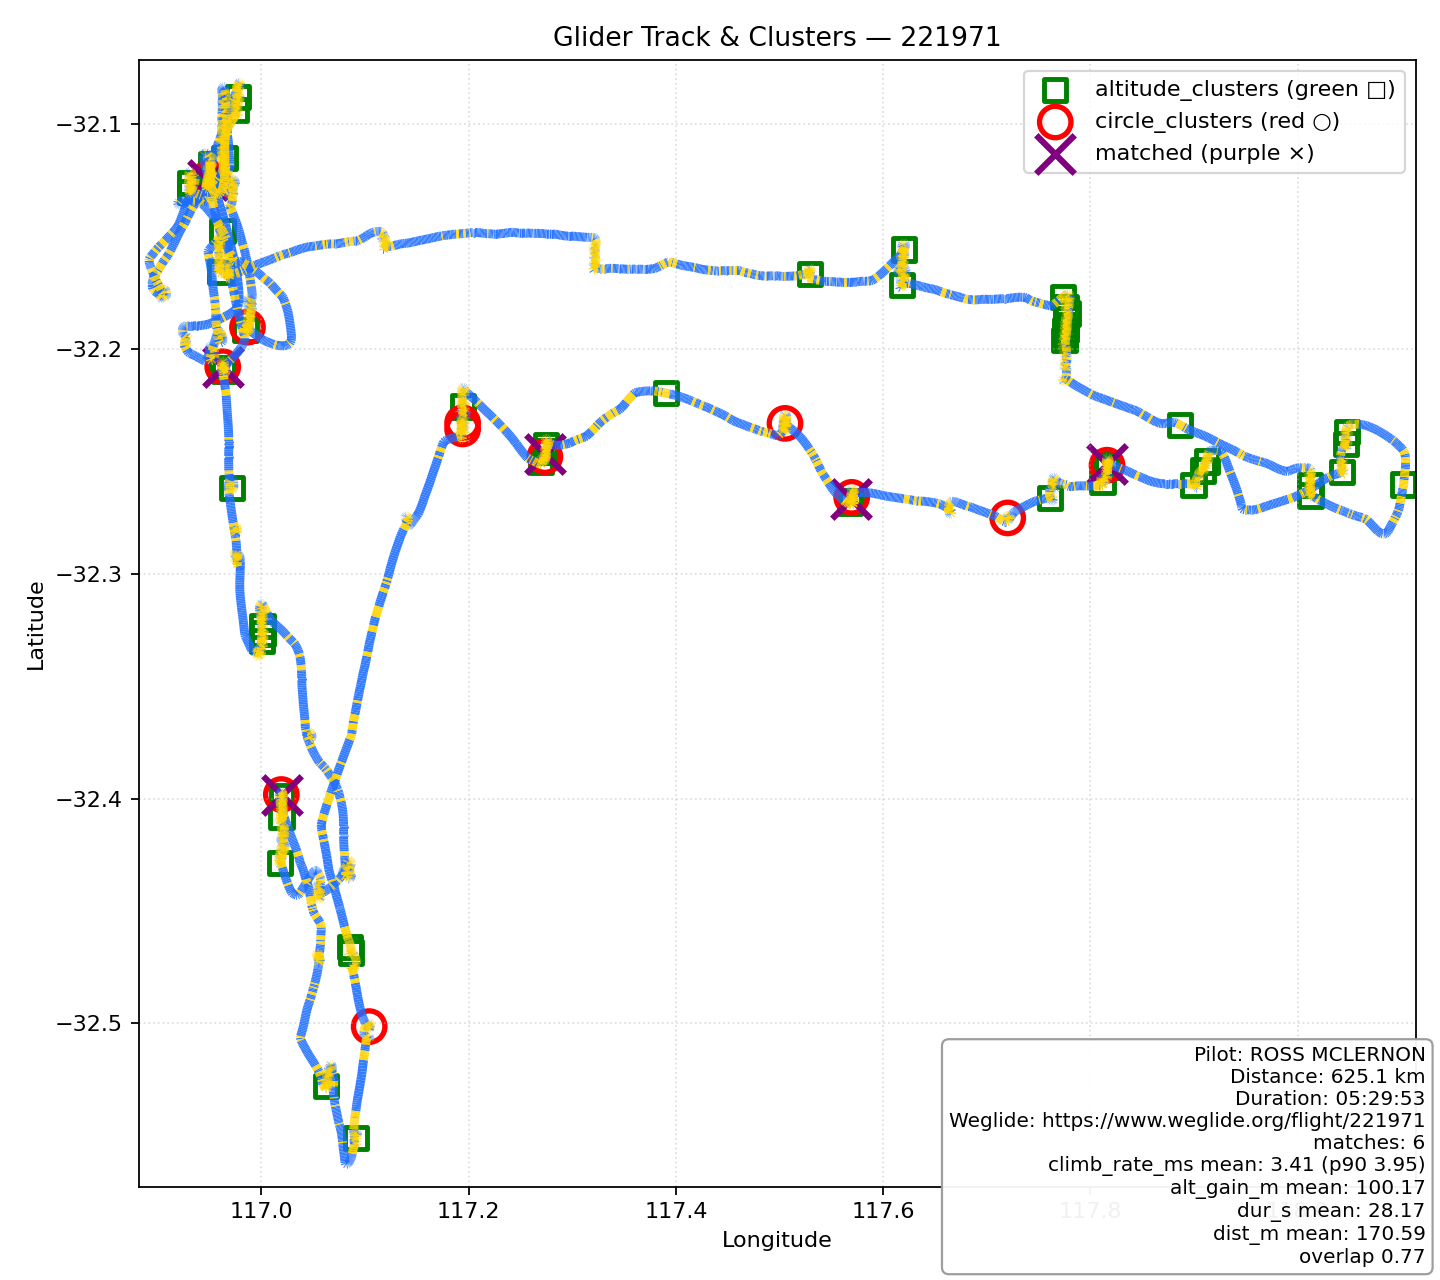 Glider Track & Clusters — 221971
altitude_clusters (green □)
circle_clusters (red ○)
matched (purple ×)
−32.1
−32.2
−32.3
−32.4
−32.5
Latitude
117.0
117.2
117.4
117.6
117.8
Longitude
Pilot: ROSS MCLERNON
Distance: 625.1 km
Duration: 05:29:53
Weglide: https://www.weglide.org/flight/221971
matches: 6
climb_rate_ms mean: 3.41 (p90 3.95)
alt_gain_m mean: 100.17
dur_s mean: 28.17
dist_m mean: 170.59
overlap 0.77